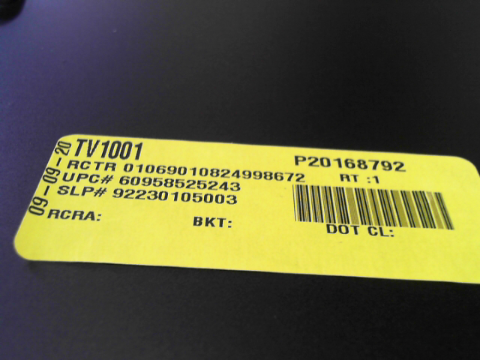 09-09-20
TV1001
RCTR 01069010824998672
UPC# 60958525243
SLP# 92230105003
RCRA: BKT:
P20168792
RT :1
DOT CL: